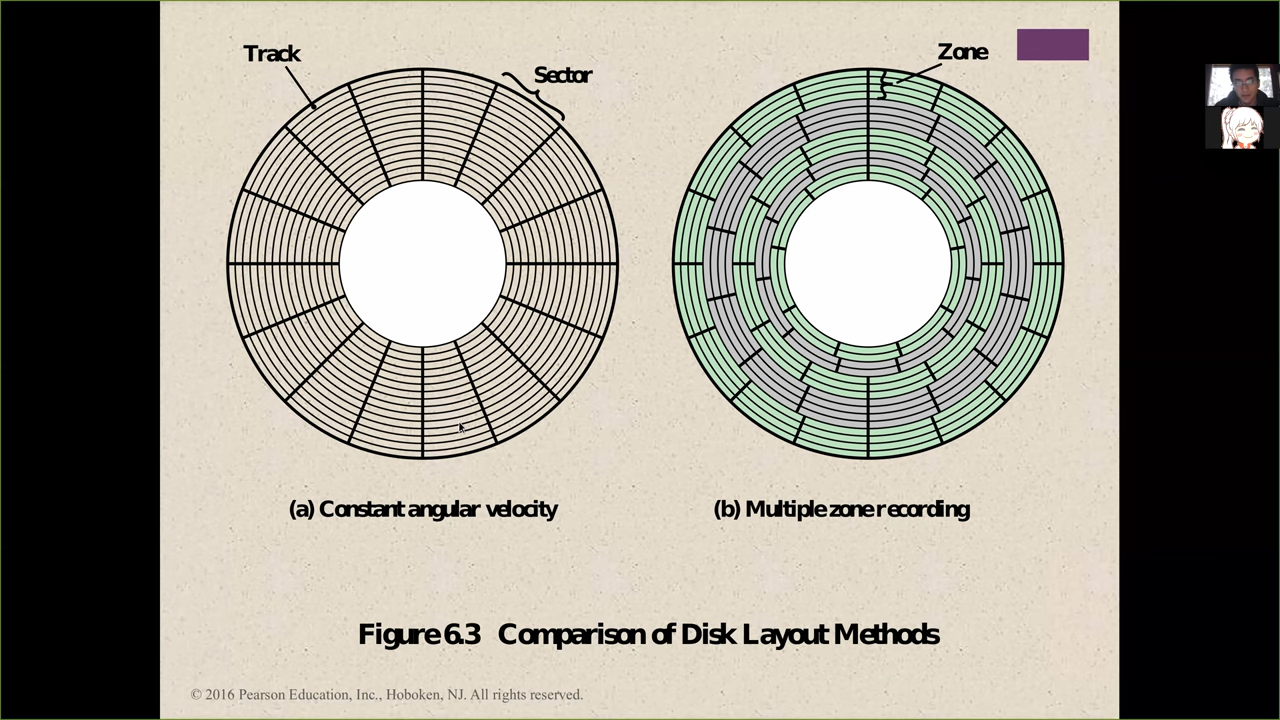 Track
Sector
Zone
(a) Constant angular velocity
(b) Multiple zone recording
Figure 6.3 Comparison of Disk Layout Methods
© 2016 Pearson Education, Inc., Hoboken, NJ. All rights reserved.